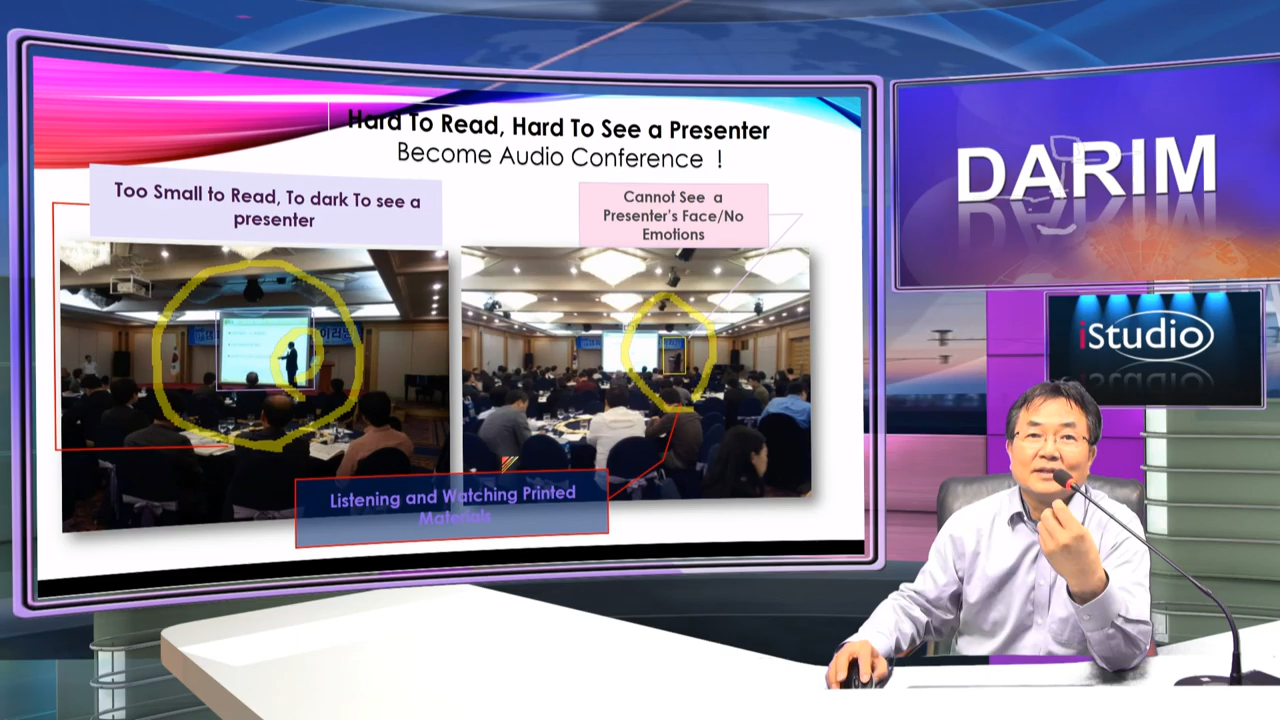 Hard To Read, Hard To See a Presenter
Become Audio Conference !
Too Small to Read, To dark To see a
presenter
Cannot See a
Presenter's Face/No
Emotions
Listening and Watching Printed
Materials
DARIM
iStudio